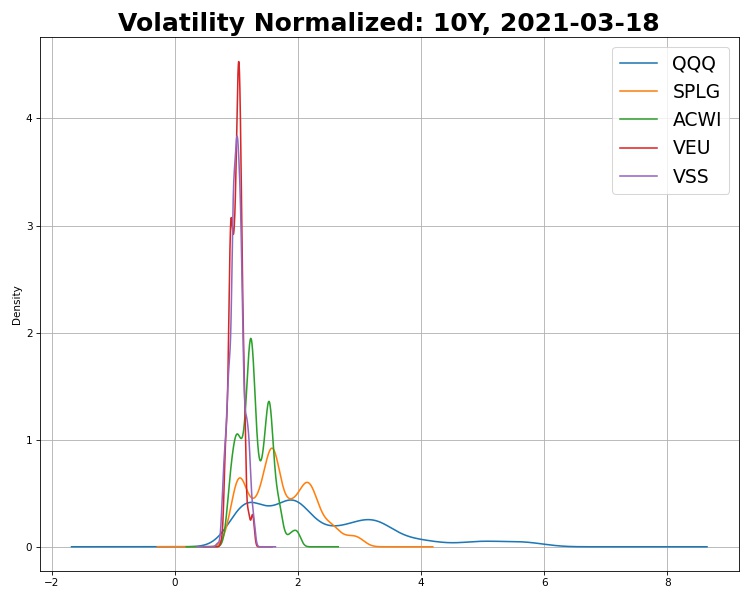 Volatility Normalized: 10Y, 2021-03-18
QQQ
SPLG
ACWI
VEU
VSS
Density
4
3
2
1
0
−2
0
2
4
6
8